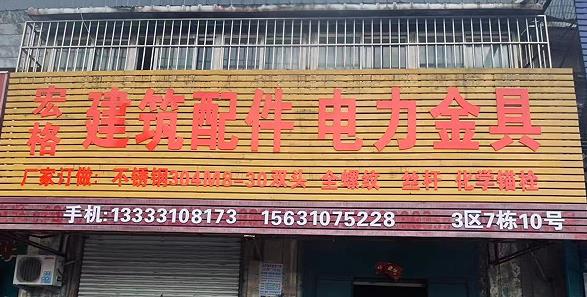 宏格 建筑配件 电力金具
厂家订做：不锈钢304M8-30双头 全螺纹 丝杆 化学锚栓
手机:13333108173 15631075228 3区7栋10号